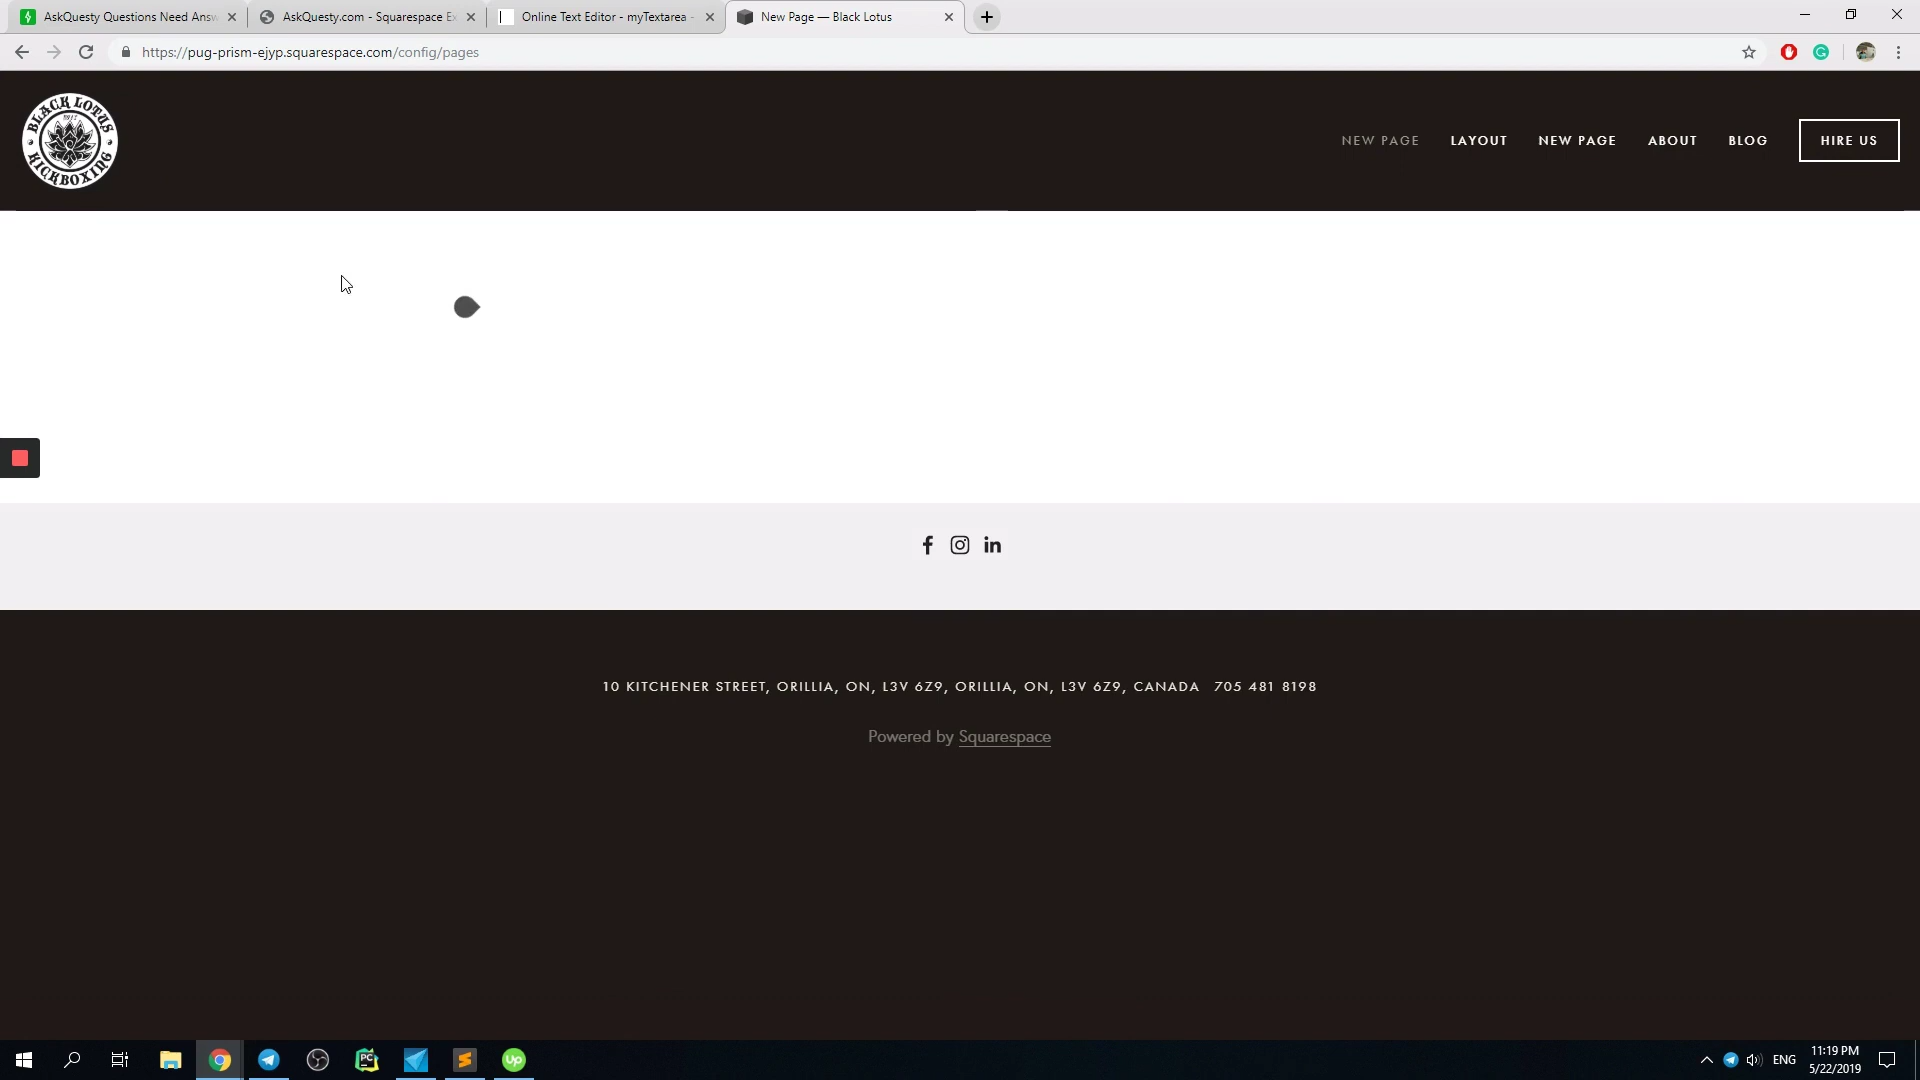 AskQuesty Questions Need Answ
AskQuesty.com - Squarespace Ex
Online Text Editor - myTextarea -
New Page — Black Lotus
https://pug-prism-ejyp.squarespace.com/config/pages
BLACK LOTUS
KICKBOXING
NEW PAGE
LAYOUT
NEW PAGE
ABOUT
BLOG
HIRE US
10 KITCHENER STREET, ORILLIA, ON, L3V 6Z9, ORILLIA, ON, L3V 6Z9, CANADA 705 481 8198
Powered by Squarespace
PC
Up
ENG
11:19 PM
5/22/2019